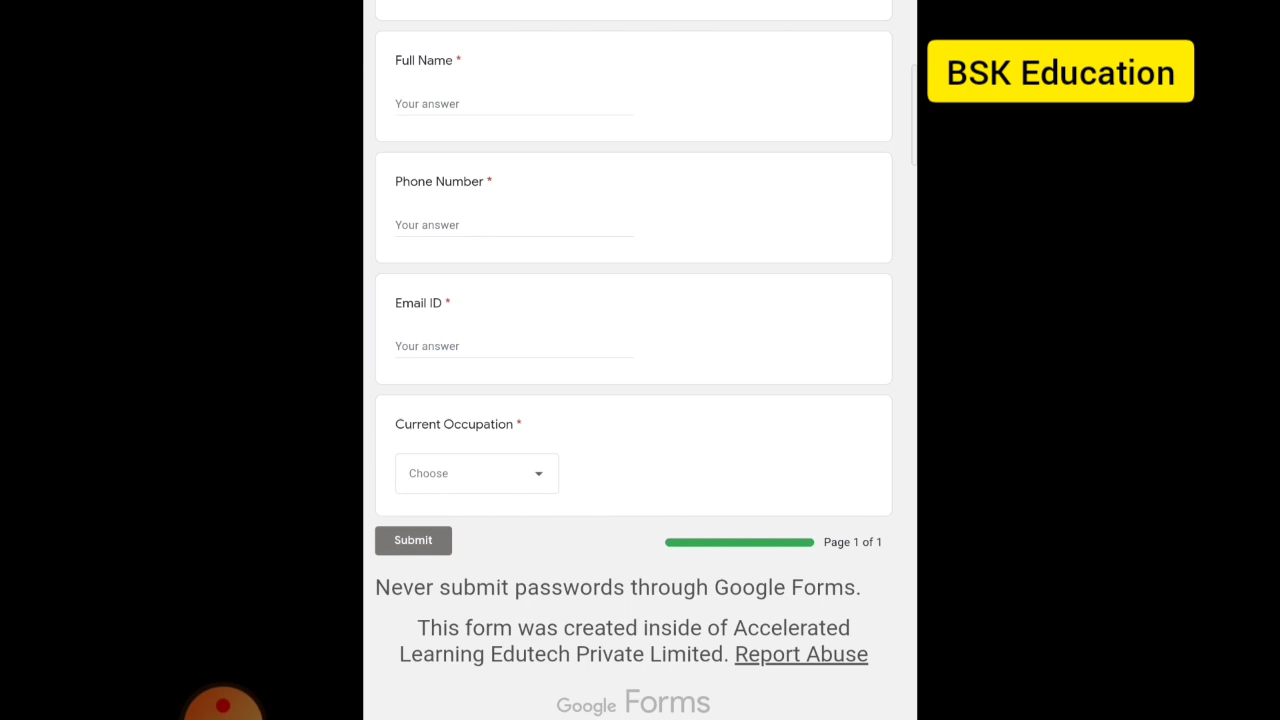 BSK Education
Full Name *
Your answer
Phone Number *
Your answer
Email ID *
Your answer
Current Occupation *
Choose
Submit
Page 1 of 1
Never submit passwords through Google Forms.
This form was created inside of Accelerated
Learning Edutech Private Limited. Report Abuse
Google Forms